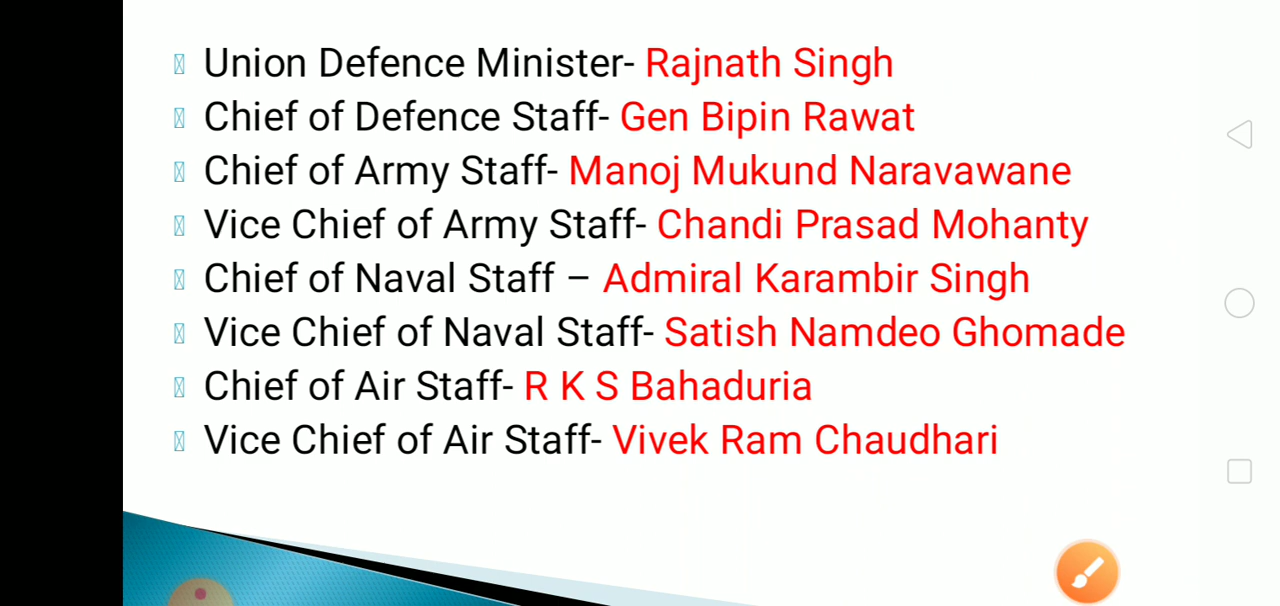 Union Defence Minister- Rajnath Singh
Chief of Defence Staff- Gen Bipin Rawat
Chief of Army Staff- Manoj Mukund Naravawane
Vice Chief of Army Staff- Chandi Prasad Mohanty
Chief of Naval Staff – Admiral Karambir Singh
Vice Chief of Naval Staff- Satish Namdeo Ghomade
Chief of Air Staff- R K S Bahaduria
Vice Chief of Air Staff- Vivek Ram Chaudhari